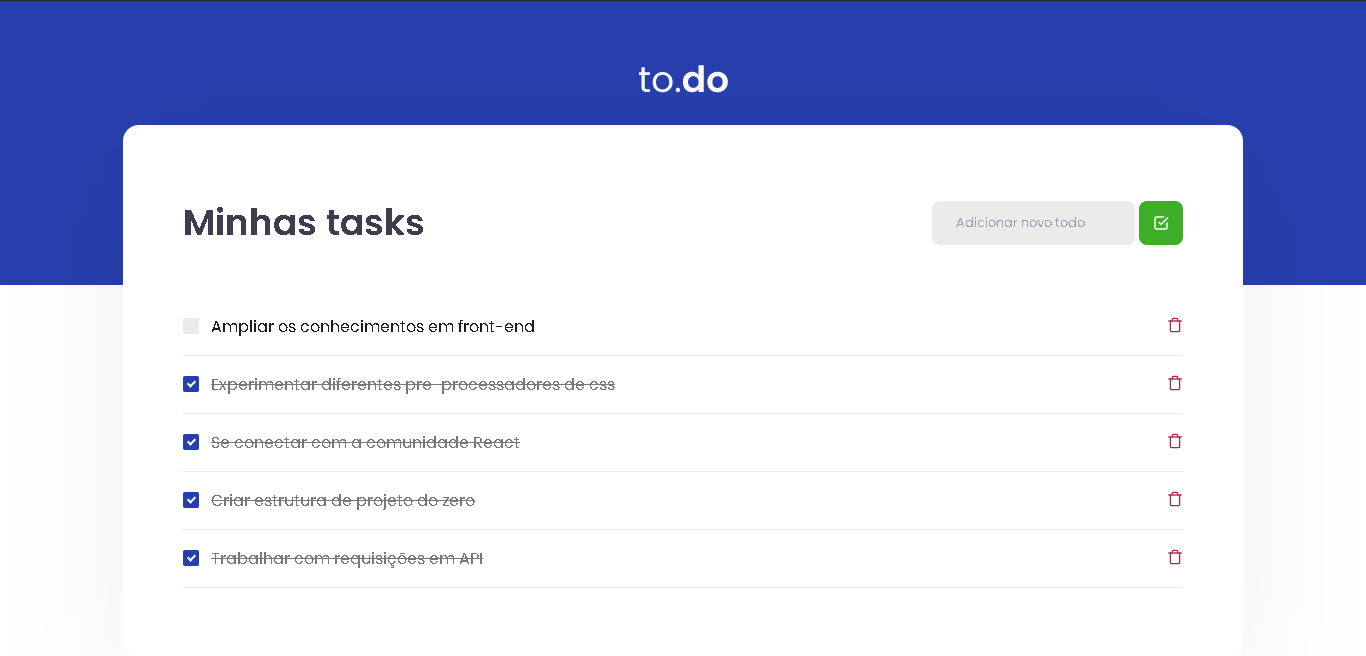 to.do
Minhas tasks
Adicionar novo todo
Ampliar os conhecimentos em front-end
Experimentar diferentes pre-processadores de css
Se conectar com a comunidade React
Criar estrutura de projeto do zero
Trabalhar com requisições em API